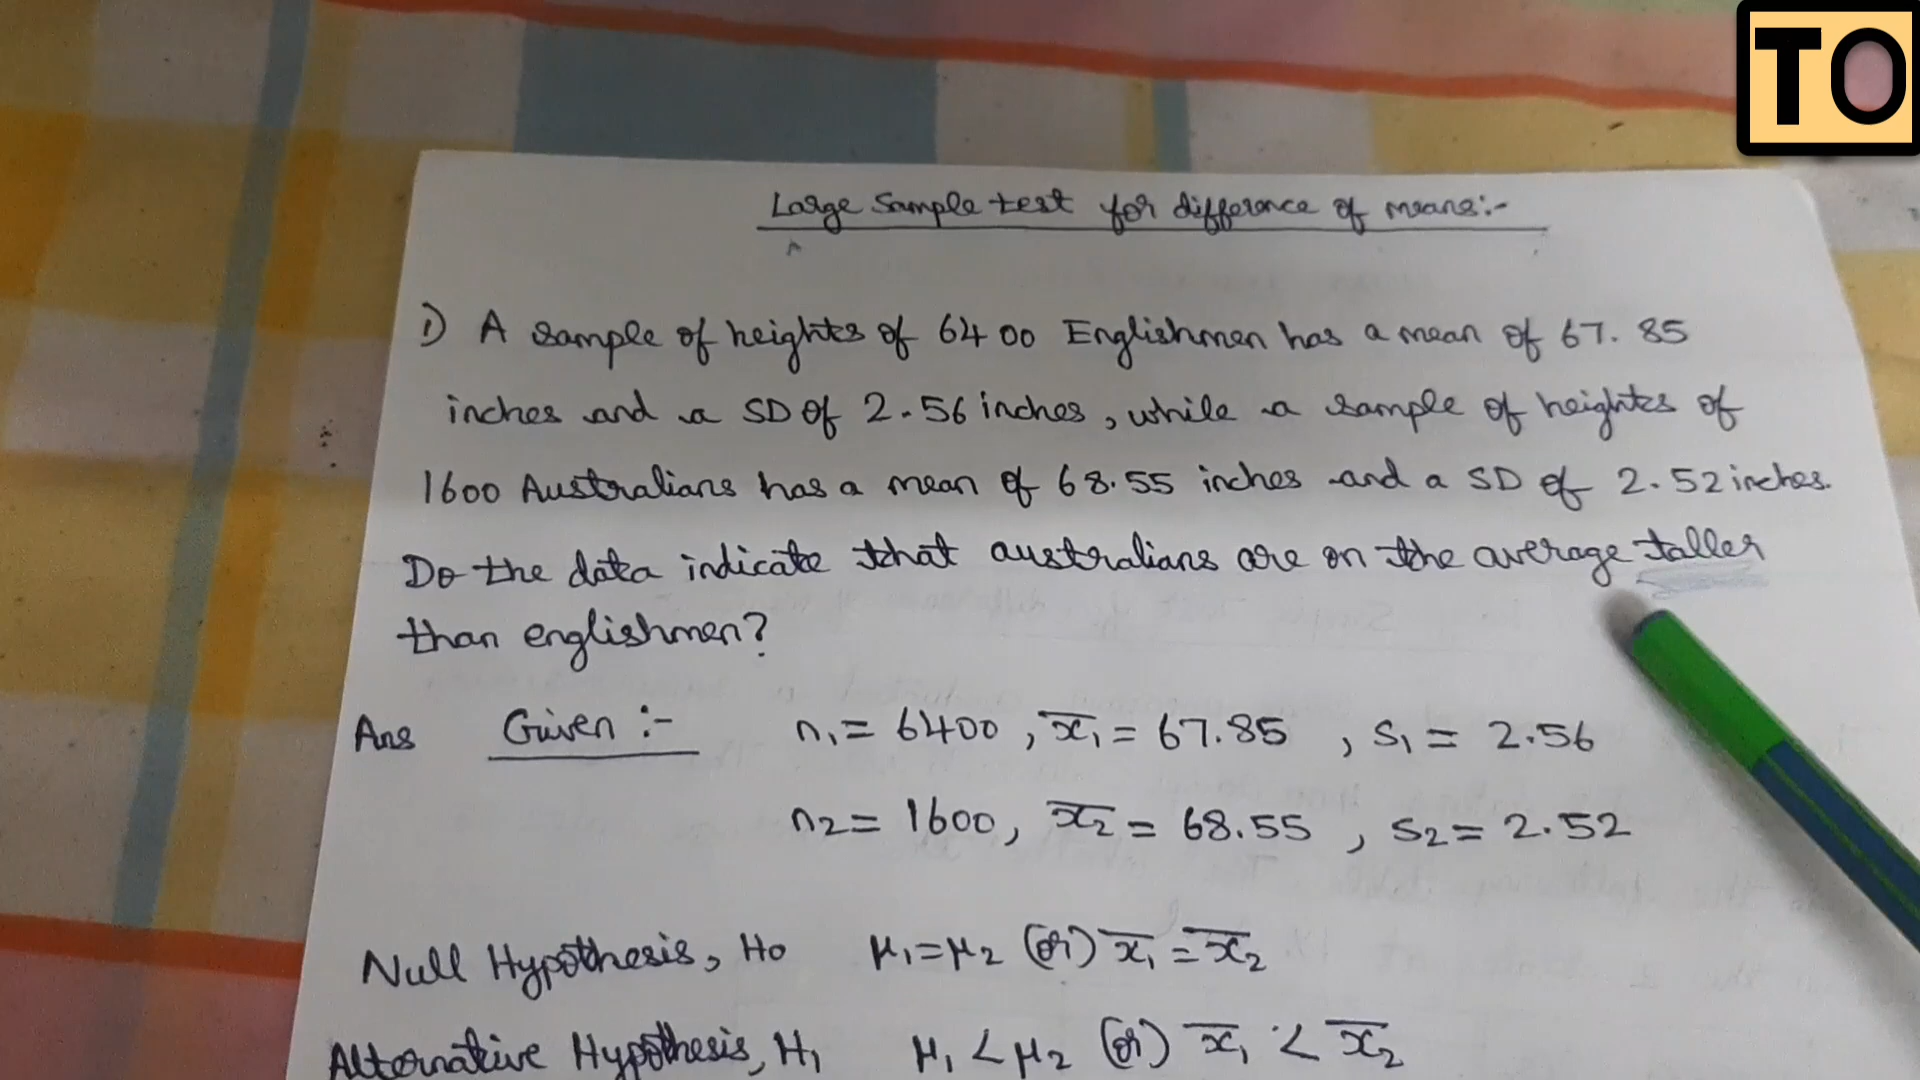 TO
Large Sample test for difference of means:-
1) A sample of heights of 6400 Englishmen has a mean of 67.85
inches and a SD of 2.56 inches, while a sample of heights of
1600 Australians has a mean of 68.55 inches and a SD of 2.52 inches.
Do the data indicate that australians are on the average taller
than englishmen?
Ans Given :- n₁ = 6400, x̄₁ = 67.85, s₁ = 2.56
n₂ = 1600, x̄₂ = 68.55, s₂ = 2.52
Null Hypothesis, H₀ μ₁ = μ₂ (or) x̄₁ = x̄₂
Alternative Hypothesis, H₁ μ₁ < μ₂ (or) x̄₁ < x̄₂